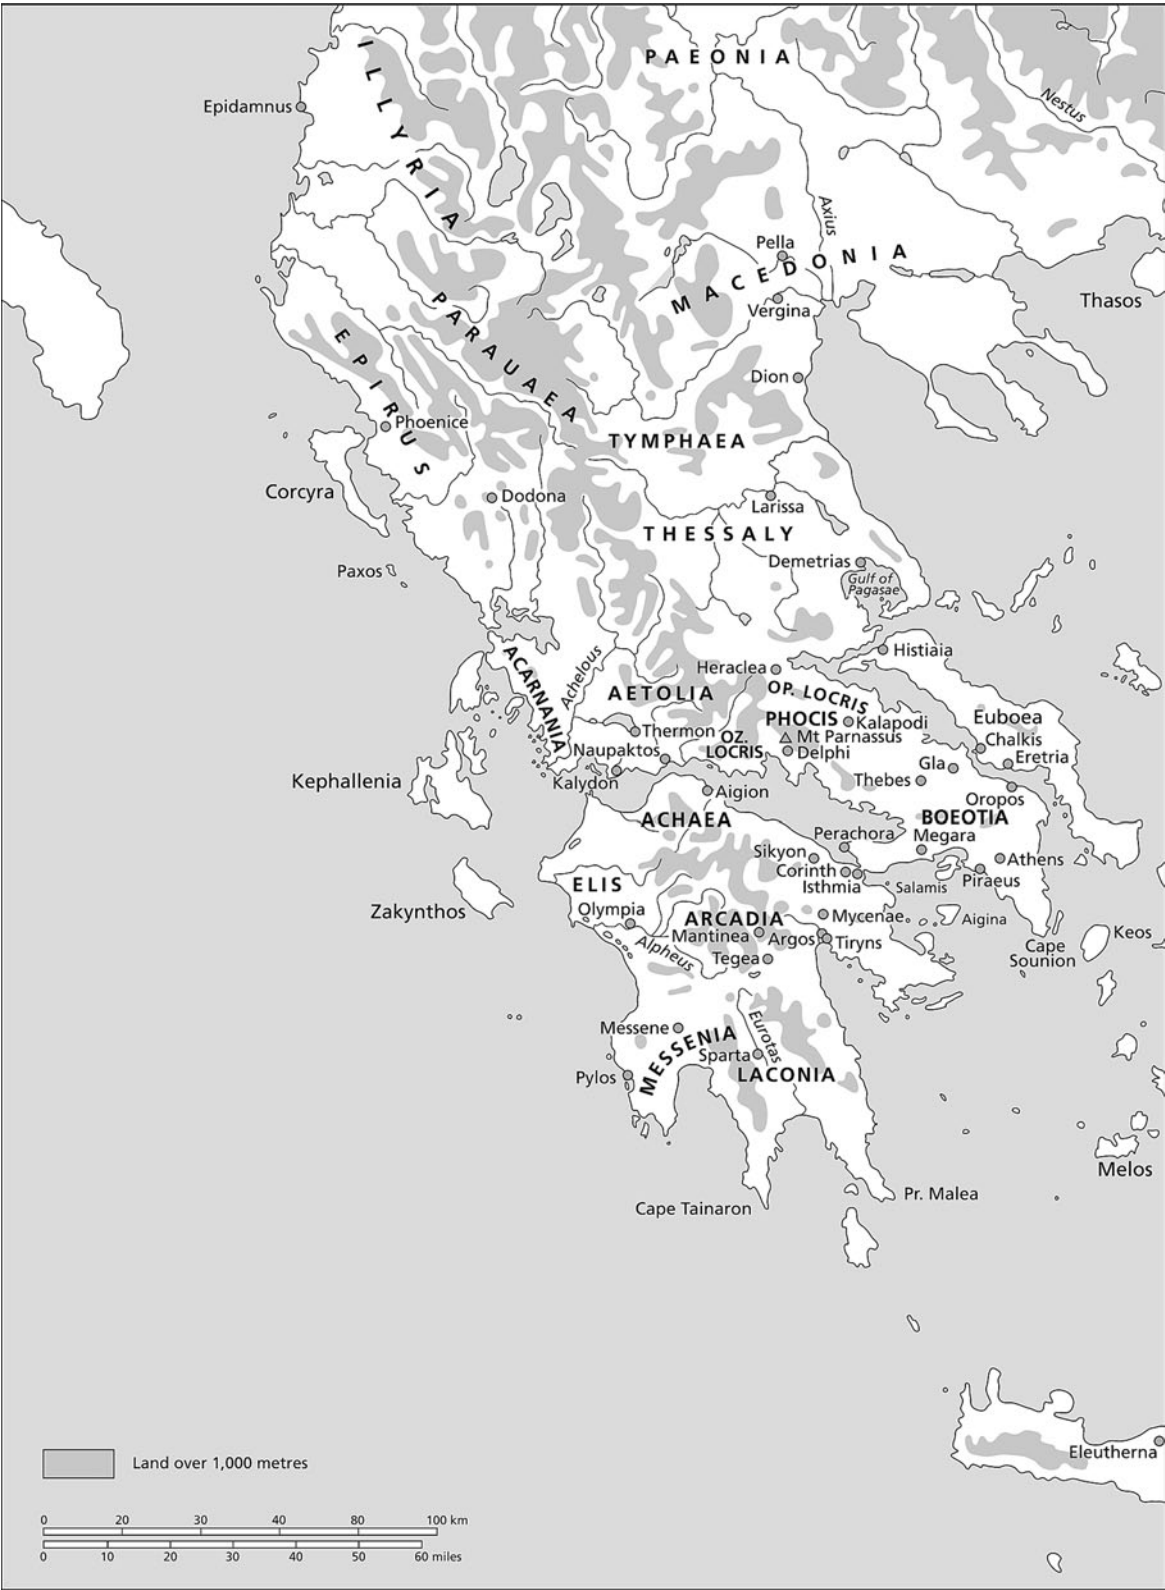 ILLYRIA
PAEONIA
Epidamnus
Nestus
Axius
Pella
MACEDONIA
Thasos
Vergina
PARAUAEA
EPIRUS
Dion
Phoenice
TYMPHAEA
Corcyra
Dodona
Larissa
THESSALY
Demetrias
Gulf of
Pagasae
Paxos
ACARNANIA
Achelous
Histiaia
Heraclea
AETOLIA
OP. LOCRIS
Euboea
PHOCIS
Kalapodi
Thermon
OZ.
LOCRIS
Mt Parnassus
Chalkis
Naupaktos
Delphi
Eretria
Gla
Kephallenia
Kalydon
Thebes
Aigion
Oropos
ACHAEA
BOEOTIA
Perachora
Megara
Sikyon
Athens
Corinth
Isthmia
Piraeus
ELIS
Salamis
Zakynthos
Olympia
ARCADIA
Mycenae
Aigina
Keos
Mantinea
Argos
Tiryns
Alpheus
Cape
Sounion
Tegea
Messene
MESSENIA
Eurotas
Sparta
Pylos
LACONIA
Melos
Pr. Malea
Cape Tainaron
Eleutherna
Land over 1,000 metres
0 20 30 40 80 100 km
0 10 20 30 40 50 60 miles